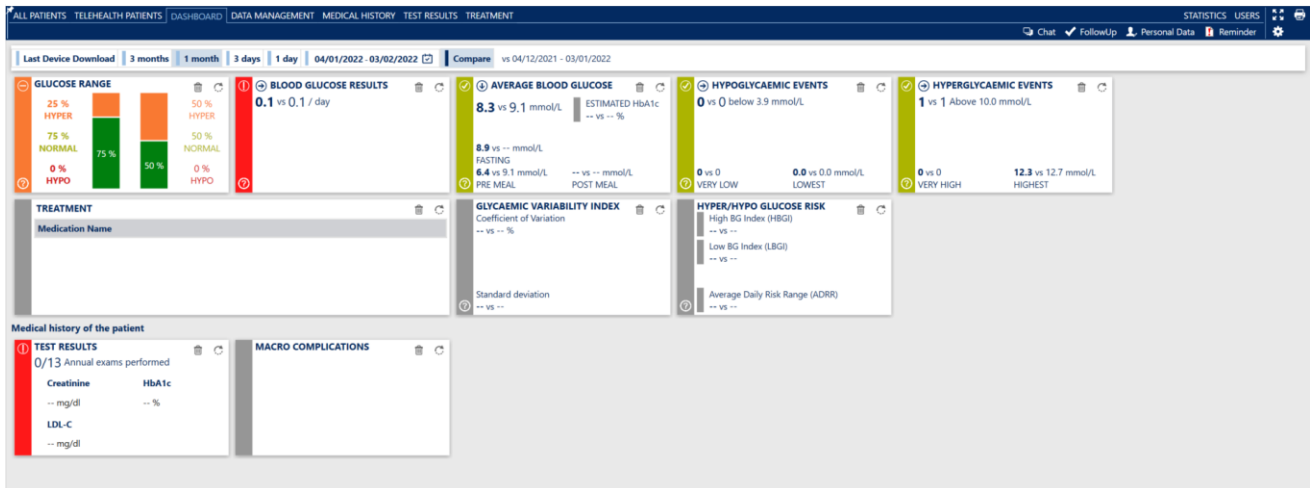 ALL PATIENTS TELEHEALTH PATIENTS DASHBOARD DATA MANAGEMENT MEDICAL HISTORY TEST RESULTS TREATMENT STATISTICS USERS
Chat FollowUp Personal Data Reminder
Last Device Download 3 months 1 month 3 days 1 day 04/01/2022 - 03/02/2022 Compare vs 04/12/2021 - 03/01/2022
GLUCOSE RANGE
25 %
HYPER
75 %
NORMAL
0 %
HYPO
75 %
50 %
50 %
HYPER
50 %
NORMAL
0 %
HYPO
BLOOD GLUCOSE RESULTS
0.1 vs 0.1 / day
AVERAGE BLOOD GLUCOSE
8.3 vs 9.1 mmol/L
ESTIMATED HbA1c
-- vs -- %
8.9 vs -- mmol/L
FASTING
6.4 vs 9.1 mmol/L
PRE MEAL
-- vs -- mmol/L
POST MEAL
HYPOGLYCAEMIC EVENTS
0 vs 0 below 3.9 mmol/L
0 vs 0
VERY LOW
0.0 vs 0.0 mmol/L
LOWEST
HYPERGLYCAEMIC EVENTS
1 vs 1 Above 10.0 mmol/L
0 vs 0
VERY HIGH
12.3 vs 12.7 mmol/L
HIGHEST
TREATMENT
Medication Name
GLYCAEMIC VARIABILITY INDEX
Coefficient of Variation
-- vs -- %
Standard deviation
-- vs --
HYPER/HYPO GLUCOSE RISK
High BG Index (HBGI)
-- vs --
Low BG Index (LBGI)
-- vs --
Average Daily Risk Range (ADRR)
-- vs --
Medical history of the patient
TEST RESULTS
0/13 Annual exams performed
Creatinine HbA1c
-- mg/dl -- %
LDL-C
-- mg/dl
MACRO COMPLICATIONS